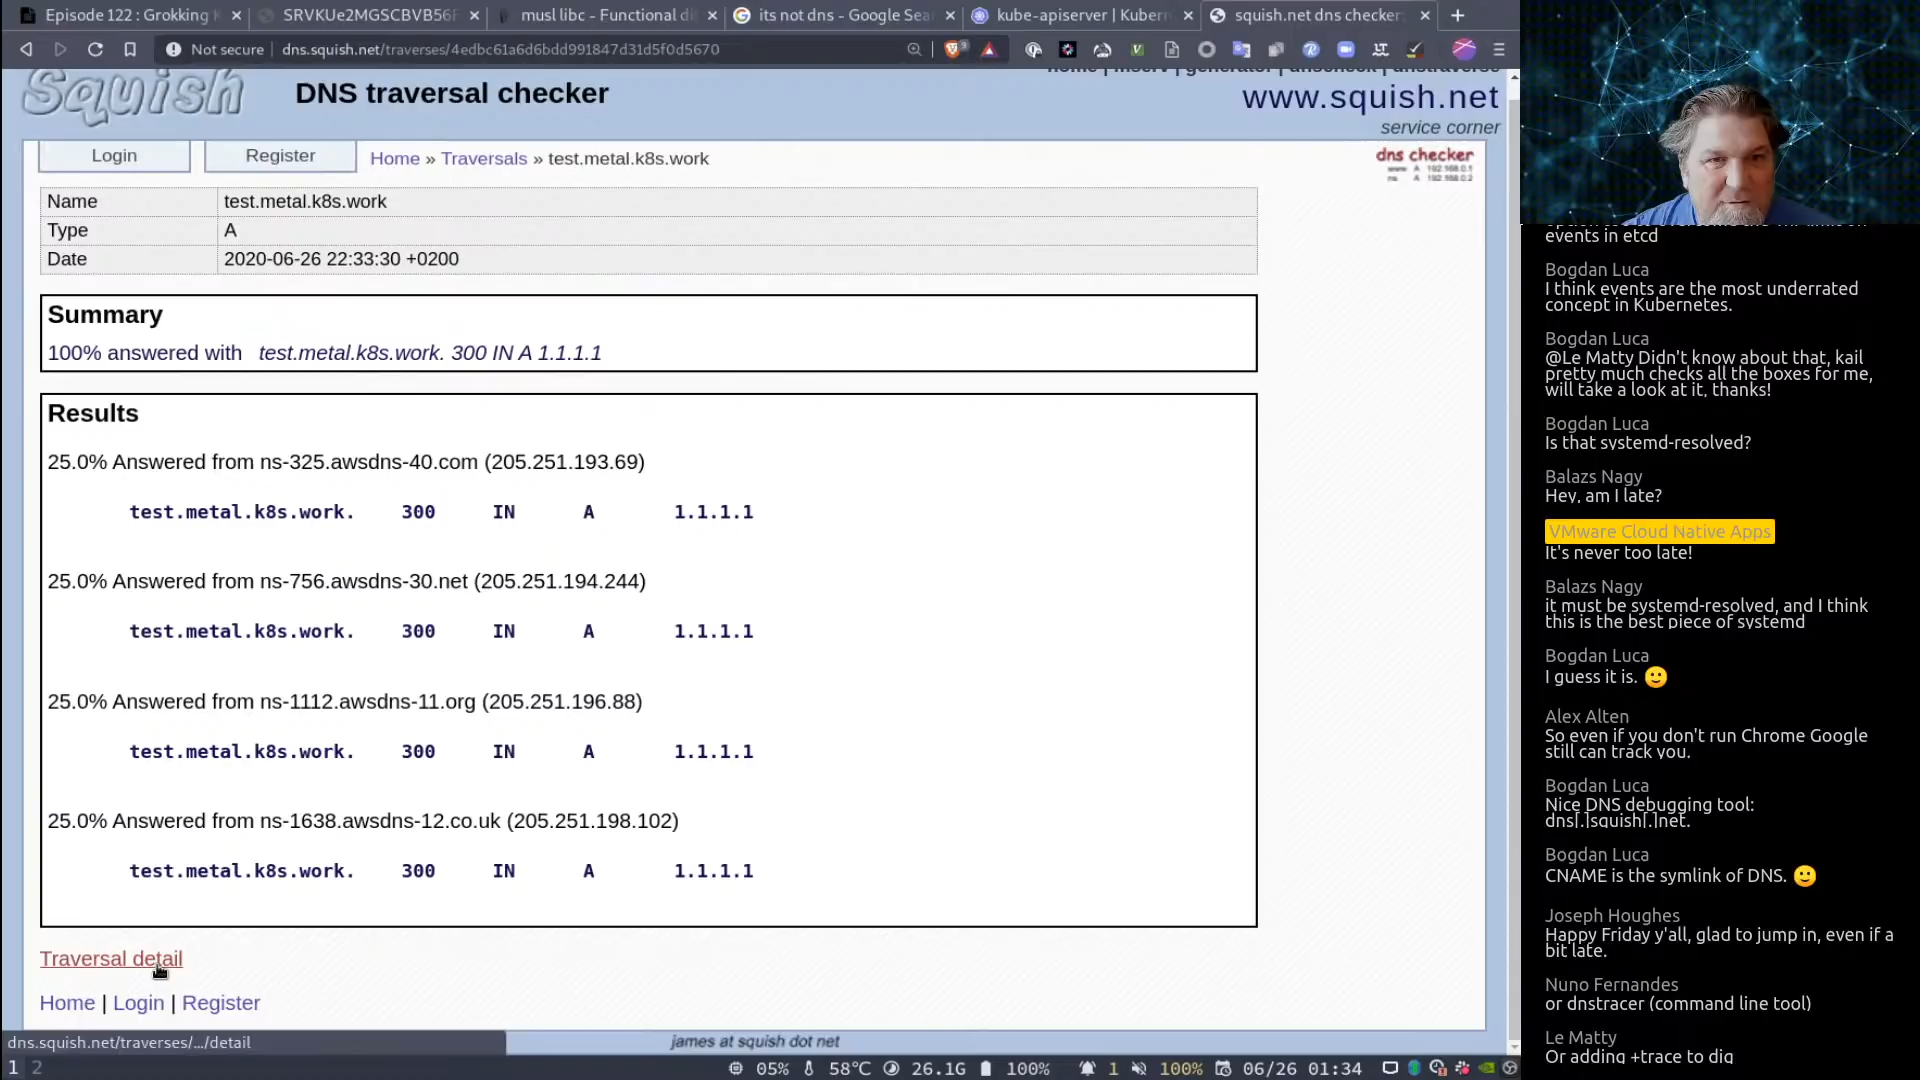 Episode 122 : Grokking
SRVKUe2MGSCBVB56F
musl libc - Functional di
its not dns - Google Sea
kube-apiserver | Kubern
squish.net dns checker
Not secure
dns.squish.net/traverses/4edbc61a6d6bdd991847d31d5f0d5670
Squish
DNS traversal checker
www.squish.net
service corner
Login
Register
Home » Traversals » test.metal.k8s.work
dns checker
www A 192.168.0.1
ns A 192.168.0.2
Name test.metal.k8s.work
Type A
Date 2020-06-26 22:33:30 +0200
Summary
100% answered with test.metal.k8s.work. 300 IN A 1.1.1.1
Results
25.0% Answered from ns-325.awsdns-40.com (205.251.193.69)
test.metal.k8s.work. 300 IN A 1.1.1.1
25.0% Answered from ns-756.awsdns-30.net (205.251.194.244)
test.metal.k8s.work. 300 IN A 1.1.1.1
25.0% Answered from ns-1112.awsdns-11.org (205.251.196.88)
test.metal.k8s.work. 300 IN A 1.1.1.1
25.0% Answered from ns-1638.awsdns-12.co.uk (205.251.198.102)
test.metal.k8s.work. 300 IN A 1.1.1.1
Traversal detail
Home | Login | Register
dns.squish.net/traverses/.../detail
james at squish dot net
1 2
05% 58°C 26.1G 100% 1 100% 06/26 01:34
events in etcd
Bogdan Luca
I think events are the most underrated
concept in Kubernetes.
Bogdan Luca
@Le Matty Didn't know about that, kail
pretty much checks all the boxes for me,
will take a look at it, thanks!
Bogdan Luca
Is that systemd-resolved?
Balazs Nagy
Hey, am I late?
VMware Cloud Native Apps
It's never too late!
Balazs Nagy
it must be systemd-resolved, and I think
this is the best piece of systemd
Bogdan Luca
I guess it is. 🙂
Alex Alten
So even if you don't run Chrome Google
still can track you.
Bogdan Luca
Nice DNS debugging tool:
dns[.]squish[.]net.
Bogdan Luca
CNAME is the symlink of DNS. 🙂
Joseph Houghes
Happy Friday y'all, glad to jump in, even if a
bit late.
Nuno Fernandes
or dnstracer (command line tool)
Le Matty
Or adding +trace to dig